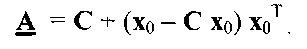 A = C + (x₀ – C x₀) x₀ᵀ.